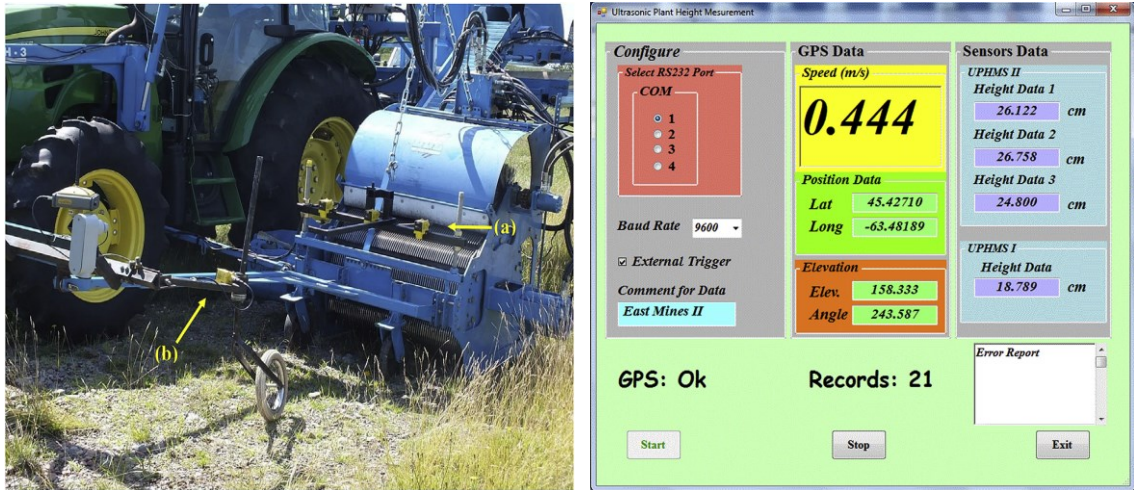 H - 3
(a)
(b)
Ultrasonic Plant Height Mesurement
Configure
Select RS232 Port
COM
1
2
3
4
Baud Rate 9600
External Trigger
Comment for Data
East Mines II
GPS Data
Speed (m/s)
0.444
Position Data
Lat 45.42710
Long -63.48189
Elevation
Elev. 158.333
Angle 243.587
Sensors Data
UPHMS II
Height Data 1
26.122 cm
Height Data 2
26.758 cm
Height Data 3
24.800 cm
UPHMS I
Height Data
18.789 cm
GPS: Ok
Records: 21
Error Report
Start
Stop
Exit